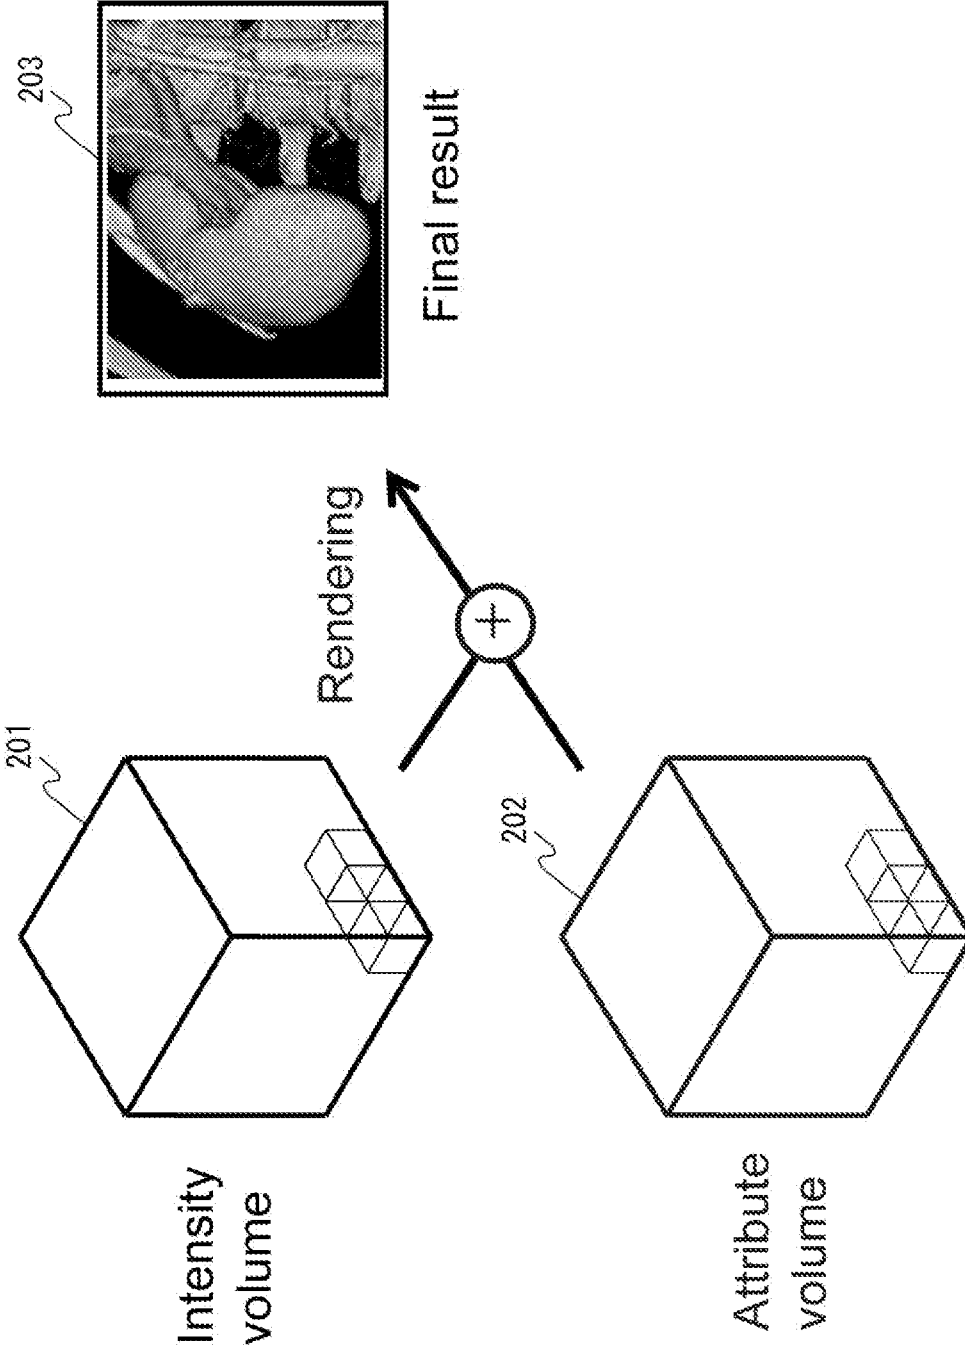 Intensity
volume
201
Attribute
volume
202
Rendering
+
203
Final result